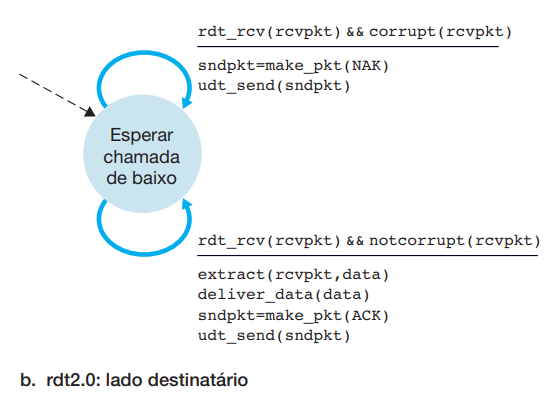 rdt_rcv(rcvpkt) && corrupt(rcvpkt)
sndpkt=make_pkt(NAK)
udt_send(sndpkt)
Esperar
chamada
de baixo
rdt_rcv(rcvpkt) && notcorrupt(rcvpkt)
extract(rcvpkt,data)
deliver_data(data)
sndpkt=make_pkt(ACK)
udt_send(sndpkt)
b. rdt2.0: lado destinatário